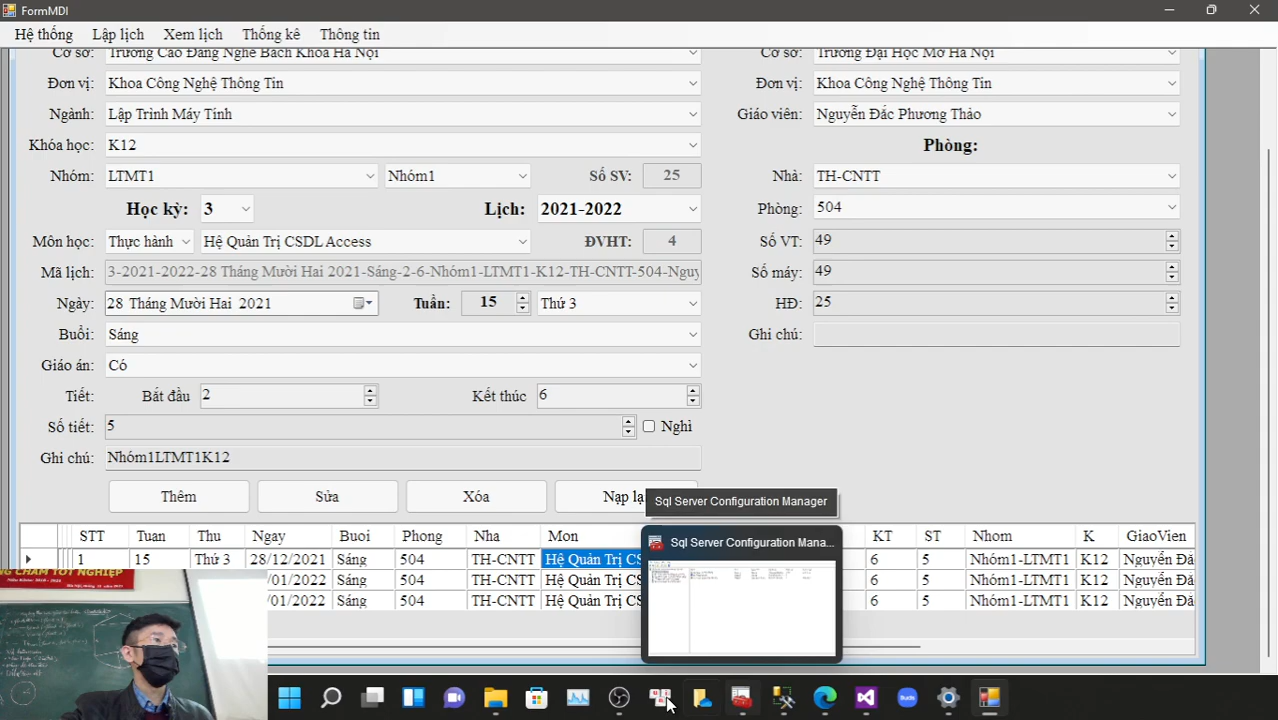 FormMDI
Hệ thống Lập lịch Xem lịch Thống kê Thông tin
Cơ sở: Trường Cao Đẳng Nghề Bách Khoa Hà Nội Cơ sở: Trường Đại Học Mở Hà Nội
Đơn vị: Khoa Công Nghệ Thông Tin Đơn vị: Khoa Công Nghệ Thông Tin
Ngành: Lập Trình Máy Tính Giáo viên: Nguyễn Đắc Phương Thảo
Khóa học: K12 Phòng:
Nhóm: LTMT1 Nhóm1 Số SV: 25 Nhà: TH-CNTT
Học kỳ: 3 Lịch: 2021-2022 Phòng: 504
Môn học: Thực hành Hệ Quản Trị CSDL Access ĐVHT: 4 Số VT: 49
Mã lịch: 3-2021-2022-28 Tháng Mười Hai 2021-Sáng-2-6-Nhóm1-LTMT1-K12-TH-CNTT-504-Nguy Số máy: 49
Ngày: 28 Tháng Mười Hai 2021 Tuần: 15 Thứ 3 HĐ: 25
Buổi: Sáng Ghi chú:
Giáo án: Có
Tiết: Bắt đầu 2 Kết thúc 6
Số tiết: 5 Nghỉ
Ghi chú: Nhóm1LTMT1K12
Thêm Sửa Xóa Nạp lạ
Sql Server Configuration Manager
Sql Server Configuration Mana...
STT Tuan Thu Ngay Buoi Phong Nha Mon KT ST Nhom K GiaoVien
1 15 Thứ 3 28/12/2021 Sáng 504 TH-CNTT Hệ Quản Trị CS 6 5 Nhóm1-LTMT1 K12 Nguyễn Đă
/01/2022 Sáng 504 TH-CNTT Hệ Quản Trị CS 6 5 Nhóm1-LTMT1 K12 Nguyễn Đă
/01/2022 Sáng 504 TH-CNTT Hệ Quản Trị CS 6 5 Nhóm1-LTMT1 K12 Nguyễn Đă
NG CHẤM TỐT NGHIỆP